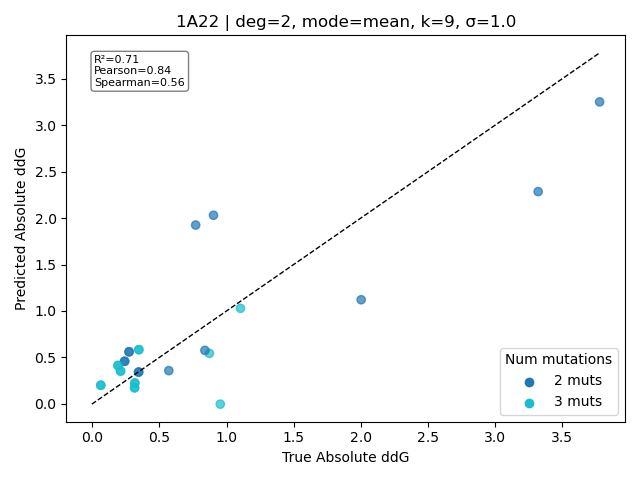 1A22 | deg=2, mode=mean, k=9, σ=1.0
R²=0.71
Pearson=0.84
Spearman=0.56
Predicted Absolute ddG
3.5
3.0
2.5
2.0
1.5
1.0
0.5
0.0
Num mutations
2 muts
3 muts
0.0 0.5 1.0 1.5 2.0 2.5 3.0 3.5
True Absolute ddG